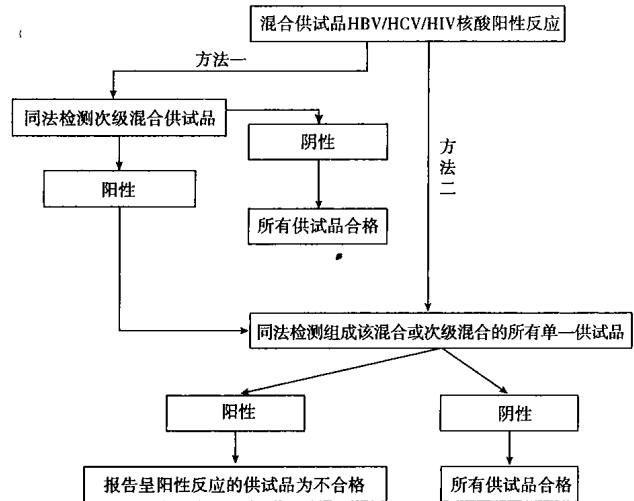 混合供试品HBV/HCV/HIV核酸阳性反应
方法一
同法检测次级混合供试品
阴性
方法二
阳性
所有供试品合格
同法检测组成该混合或次级混合的所有单一供试品
阳性
阴性
报告呈阳性反应的供试品为不合格
所有供试品合格